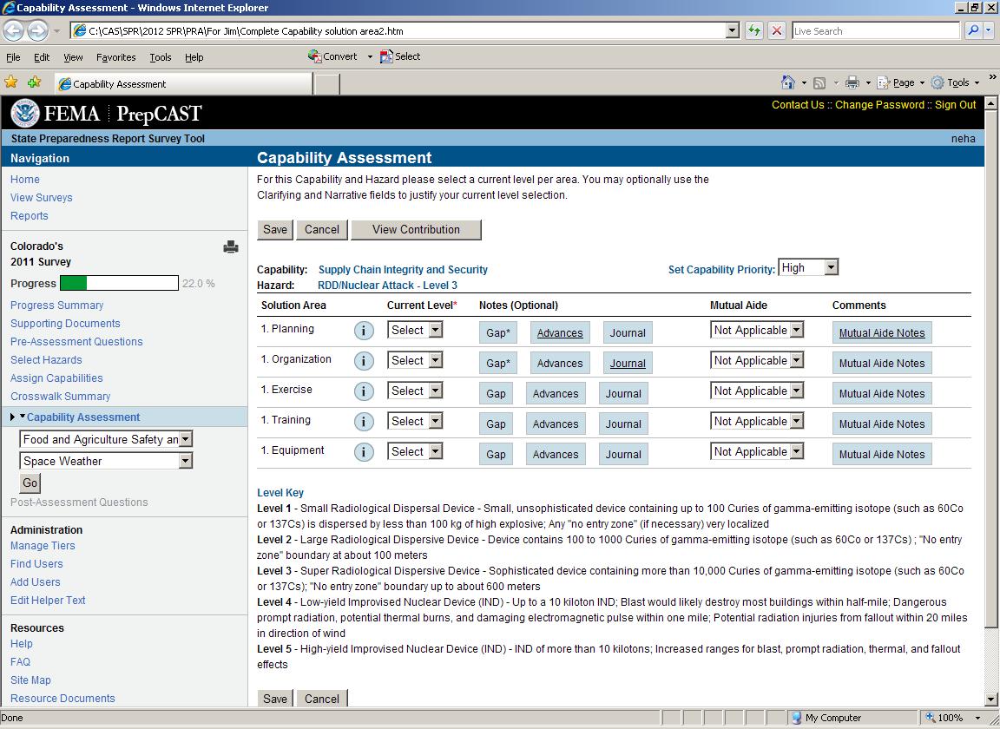 Capability Assessment - Windows Internet Explorer
C:\CAS\SPR\2012 SPR\PRA\For Jim\Complete Capability solution area2.htm
Live Search
File Edit View Favorites Tools Help Convert Select
Capability Assessment
Page Tools »
FEMA PrepCAST
Contact Us :: Change Password :: Sign Out
State Preparedness Report Survey Tool
neha
Navigation
Home
View Surveys
Reports
Colorado's
2011 Survey
Progress 22.0 %
Progress Summary
Supporting Documents
Pre-Assessment Questions
Select Hazards
Assign Capabilities
Crosswalk Summary
Capability Assessment
Food and Agriculture Safety an
Space Weather
Go
Post-Assessment Questions
Administration
Manage Tiers
Find Users
Add Users
Edit Helper Text
Resources
Help
FAQ
Site Map
Resource Documents
Capability Assessment
For this Capability and Hazard please select a current level per area. You may optionally use the
Clarifying and Narrative fields to justify your current level selection.
Save Cancel View Contribution
Capability: Supply Chain Integrity and Security
Set Capability Priority: High
Hazard: RDD/Nuclear Attack - Level 3
Solution Area Current Level* Notes (Optional) Mutual Aide Comments
1. Planning i Select Gap* Advances Journal Not Applicable Mutual Aide Notes
1. Organization i Select Gap* Advances Journal Not Applicable Mutual Aide Notes
1. Exercise i Select Gap Advances Journal Not Applicable Mutual Aide Notes
1. Training i Select Gap Advances Journal Not Applicable Mutual Aide Notes
1. Equipment i Select Gap Advances Journal Not Applicable Mutual Aide Notes
Level Key
Level 1 - Small Radiological Dispersal Device - Small, unsophisticated device containing up to 100 Curies of gamma-emitting isotope (such as 60Co
or 137Cs) is dispersed by less than 100 kg of high explosive; Any "no entry zone" (if necessary) very localized
Level 2 - Large Radiological Dispersive Device - Device contains 100 to 1000 Curies of gamma-emitting isotope (such as 60Co or 137Cs) ; "No entry
zone" boundary at about 100 meters
Level 3 - Super Radiological Dispersive Device - Sophisticated device containing more than 10,000 Curies of gamma-emitting isotope (such as 60Co
or 137Cs); "No entry zone" boundary up to about 600 meters
Level 4 - Low-yield Improvised Nuclear Device (IND) - Up to a 10 kiloton IND; Blast would likely destroy most buildings within half-mile; Dangerous
prompt radiation, potential thermal burns, and damaging electromagnetic pulse within one mile; Potential radiation injuries from fallout within 20 miles
in direction of wind
Level 5 - High-yield Improvised Nuclear Device (IND) - IND of more than 10 kilotons; Increased ranges for blast, prompt radiation, thermal, and fallout
effects
Save Cancel
Done
My Computer
100%